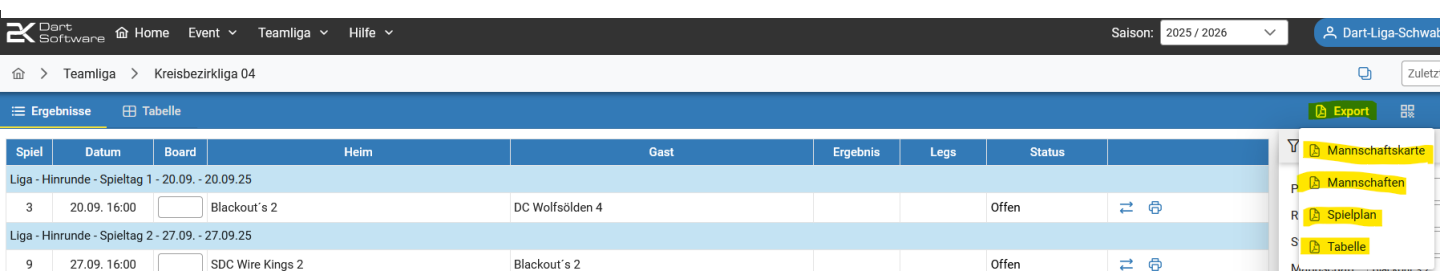 2K Dart Software Home Event Teamliga Hilfe Saison: 2025 / 2026 Dart-Liga-Schwab
Teamliga > Kreisbezirkliga 04 Zuletzt
Ergebnisse Tabelle Export
Spiel Datum Board Heim Gast Ergebnis Legs Status
Mannschaftskarte
Liga - Hinrunde - Spieltag 1 - 20.09. - 20.09.25
Mannschaften
3 20.09. 16:00 Blackout´s 2 DC Wolfsölden 4 Offen
Spielplan
Liga - Hinrunde - Spieltag 2 - 27.09. - 27.09.25
Tabelle
9 27.09. 16:00 SDC Wire Kings 2 Blackout´s 2 Offen